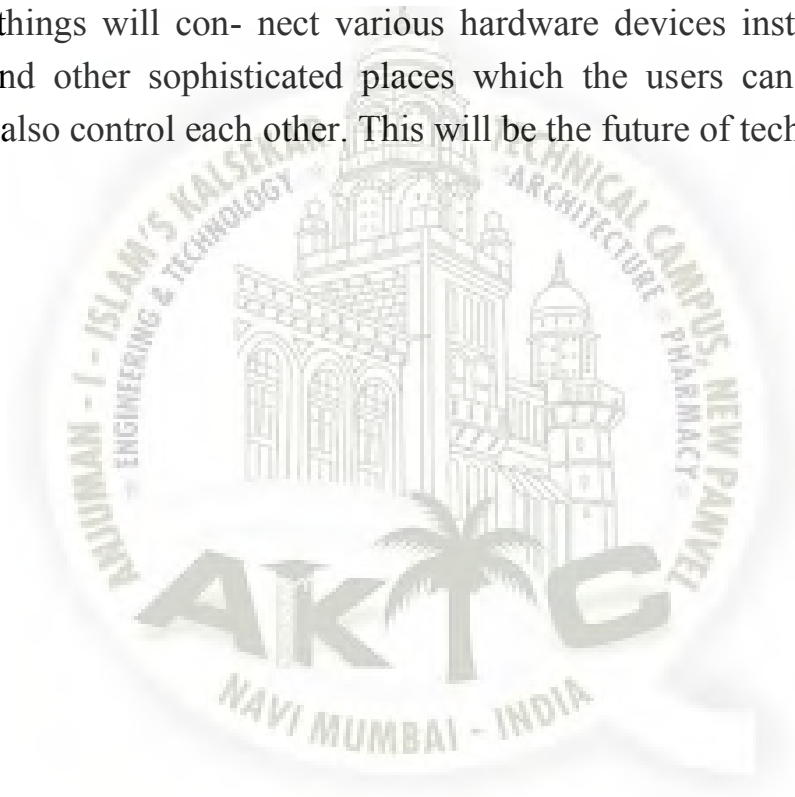 things will con- nect various hardware devices inst
nd other sophisticated places which the users can
also control each other. This will be the future of tech
ANJUMAN - I - ISLAM'S KALSEKAR TECHNICAL CAMPUS, NEW PANVEL
ENGINEERING & TECHNOLOGY ARCHITECTURE PHARMACY
AKTC
NAVI MUMBAI - INDIA